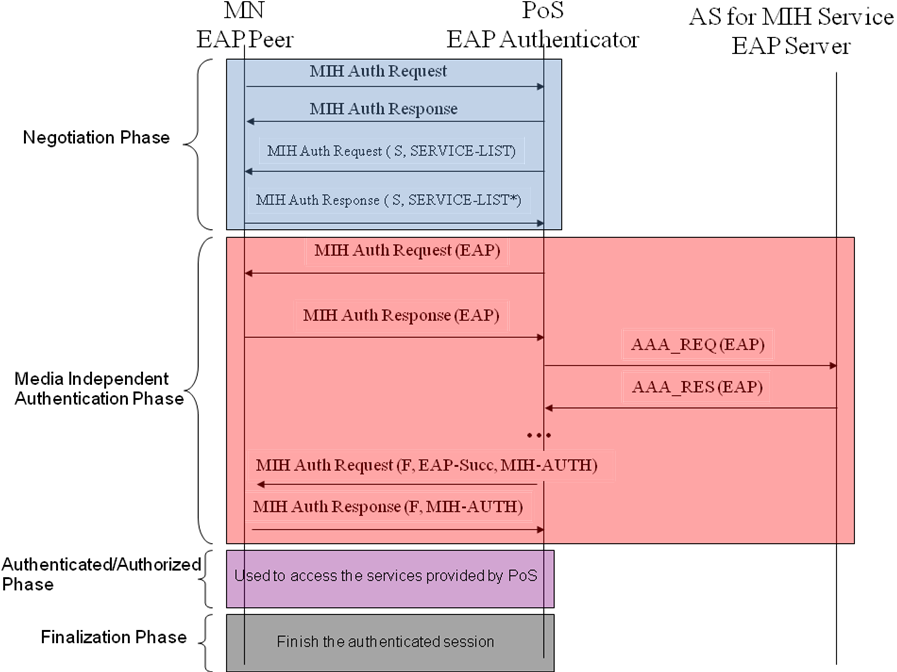 MN
EAP Peer
PoS
EAP Authenticator
AS for MIH Service
EAP Server
Negotiation Phase
MIH Auth Request
MIH Auth Response
MIH Auth Request ( S, SERVICE-LIST)
MIH Auth Response ( S, SERVICE-LIST*)
Media Independent
Authentication Phase
MIH Auth Request (EAP)
MIH Auth Response (EAP)
AAA_REQ (EAP)
AAA_RES (EAP)
...
MIH Auth Request (F, EAP-Succ, MIH-AUTH)
MIH Auth Response (F, MIH-AUTH)
Authenticated/Authorized
Phase
Used to access the services provided by PoS
Finalization Phase
Finish the authenticated session